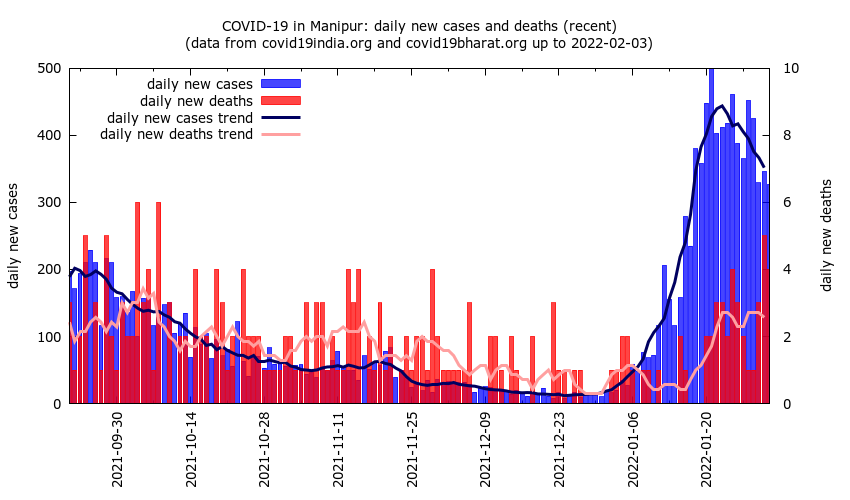 COVID-19 in Manipur: daily new cases and deaths (recent)
(data from covid19india.org and covid19bharat.org up to 2022-02-03)
daily new cases
daily new deaths
daily new cases trend
daily new deaths trend
daily new cases
500
400
300
200
100
0
10
8
6
4
2
0
daily new deaths
2021-09-30
2021-10-14
2021-10-28
2021-11-11
2021-11-25
2021-12-09
2021-12-23
2022-01-06
2022-01-20